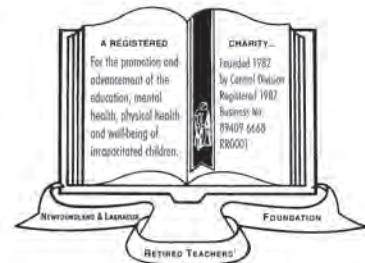 A REGISTERED
For the promotion and
advancement of the
education, mental
health, physical health
and well-being of
incapacitated children.
CHARITY...
Founded 1982
by Central Division
Registered 1987
Business No
89409 6668
RR0001
NEWFOUNDLAND & LABRADOR
RETIRED TEACHERS'
FOUNDATION